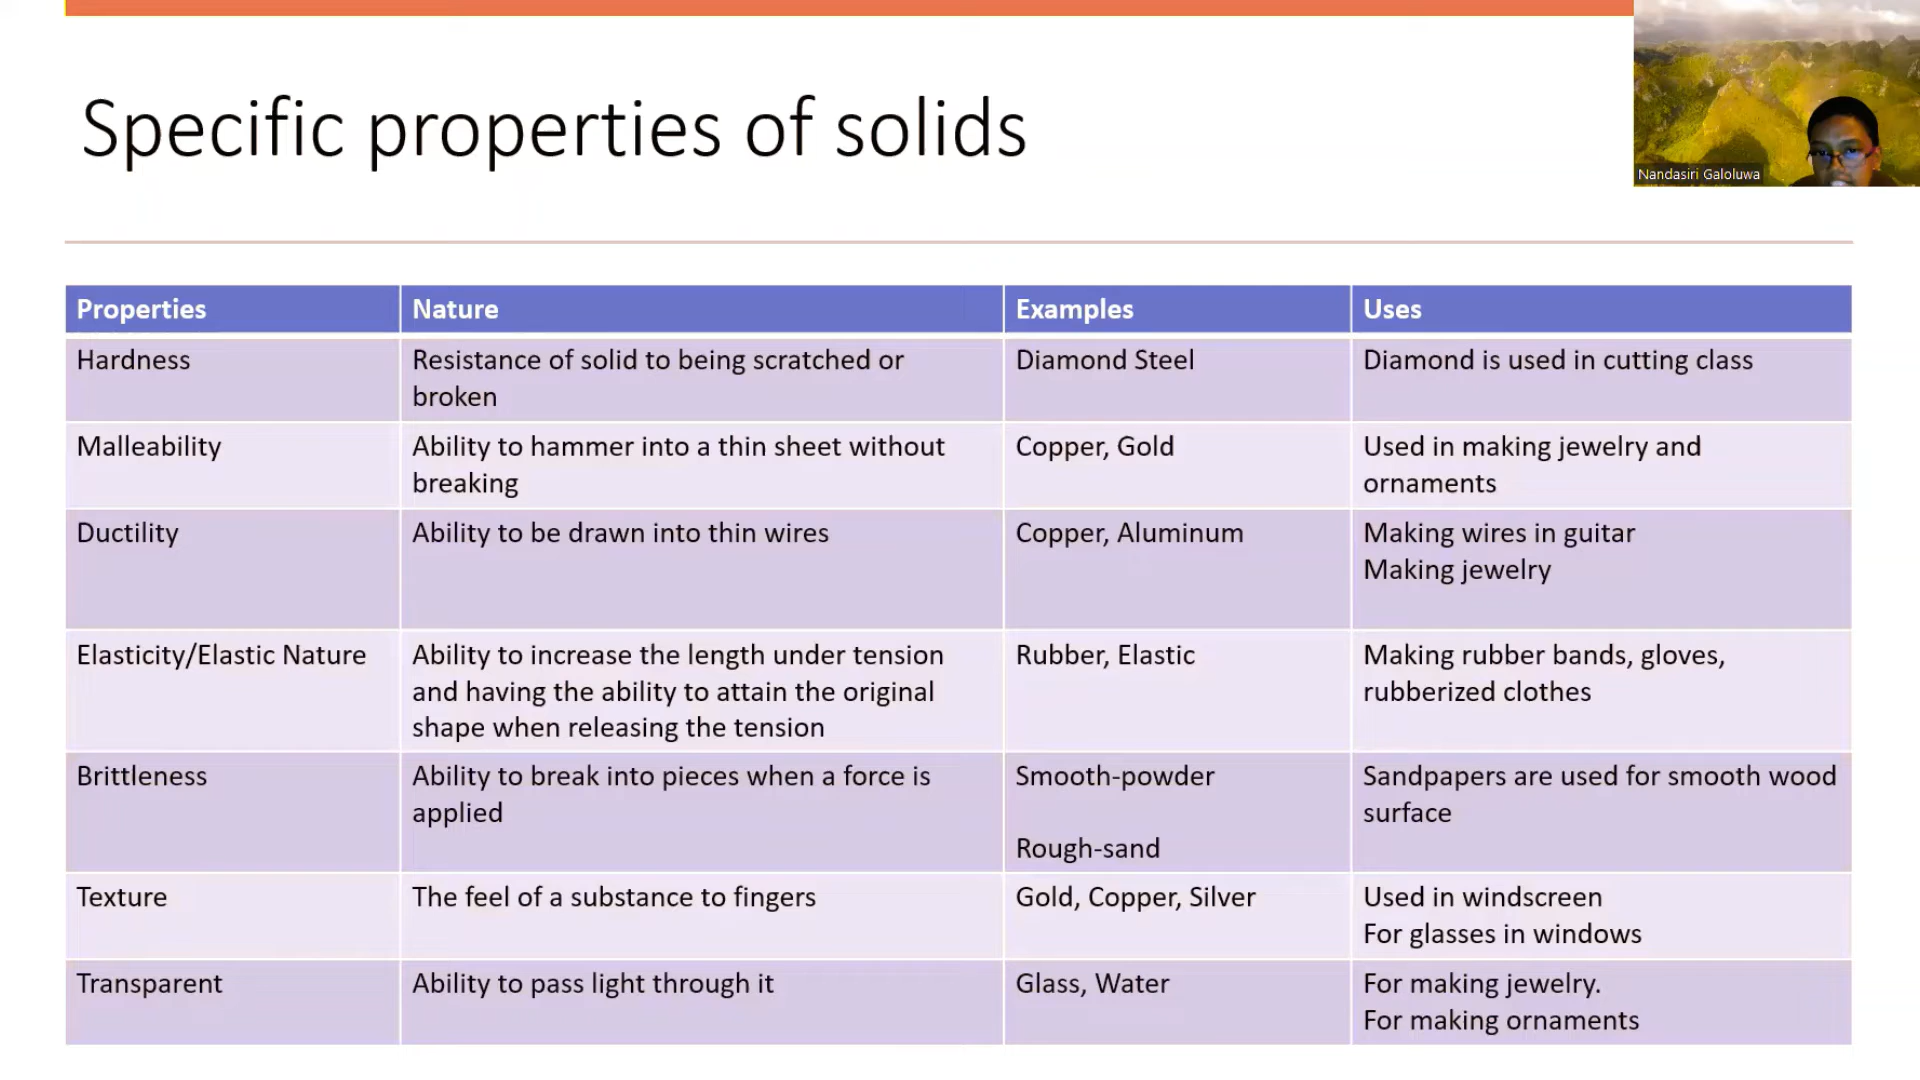 Specific properties of solids
Nandasiri Galoluwa
Properties Nature Examples Uses
Hardness Resistance of solid to being scratched or Diamond Steel Diamond is used in cutting class
broken
Malleability Ability to hammer into a thin sheet without Copper, Gold Used in making jewelry and
breaking ornaments
Ductility Ability to be drawn into thin wires Copper, Aluminum Making wires in guitar
Making jewelry
Elasticity/Elastic Nature Ability to increase the length under tension Rubber, Elastic Making rubber bands, gloves,
and having the ability to attain the original rubberized clothes
shape when releasing the tension
Brittleness Ability to break into pieces when a force is Smooth-powder Sandpapers are used for smooth wood
applied surface
Rough-sand
Texture The feel of a substance to fingers Gold, Copper, Silver Used in windscreen
For glasses in windows
Transparent Ability to pass light through it Glass, Water For making jewelry.
For making ornaments